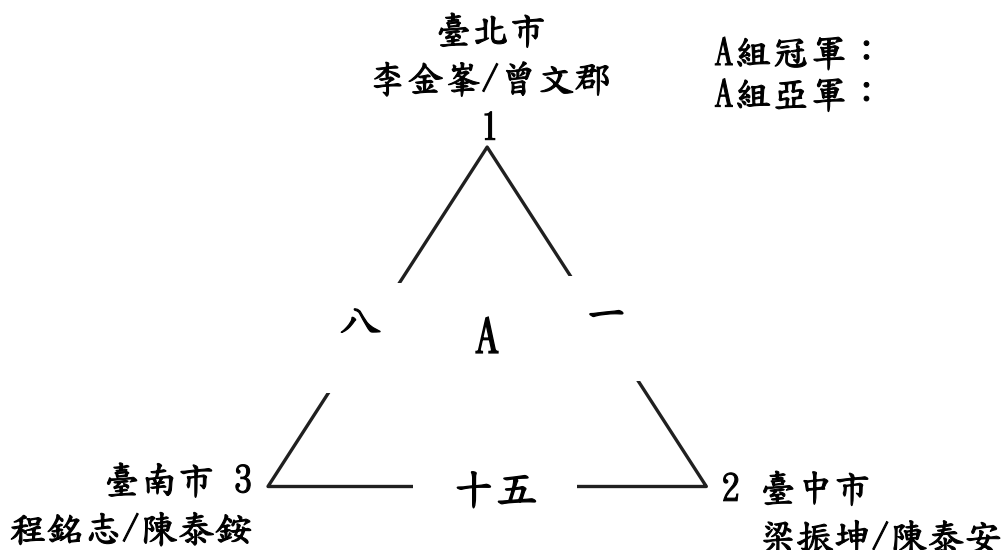 臺北市
李金峯/曾文郡
1
A組冠軍：
A組亞軍：
八
A
一
臺南市 3
程銘志/陳泰銨
十五
2 臺中市
梁振坤/陳泰安